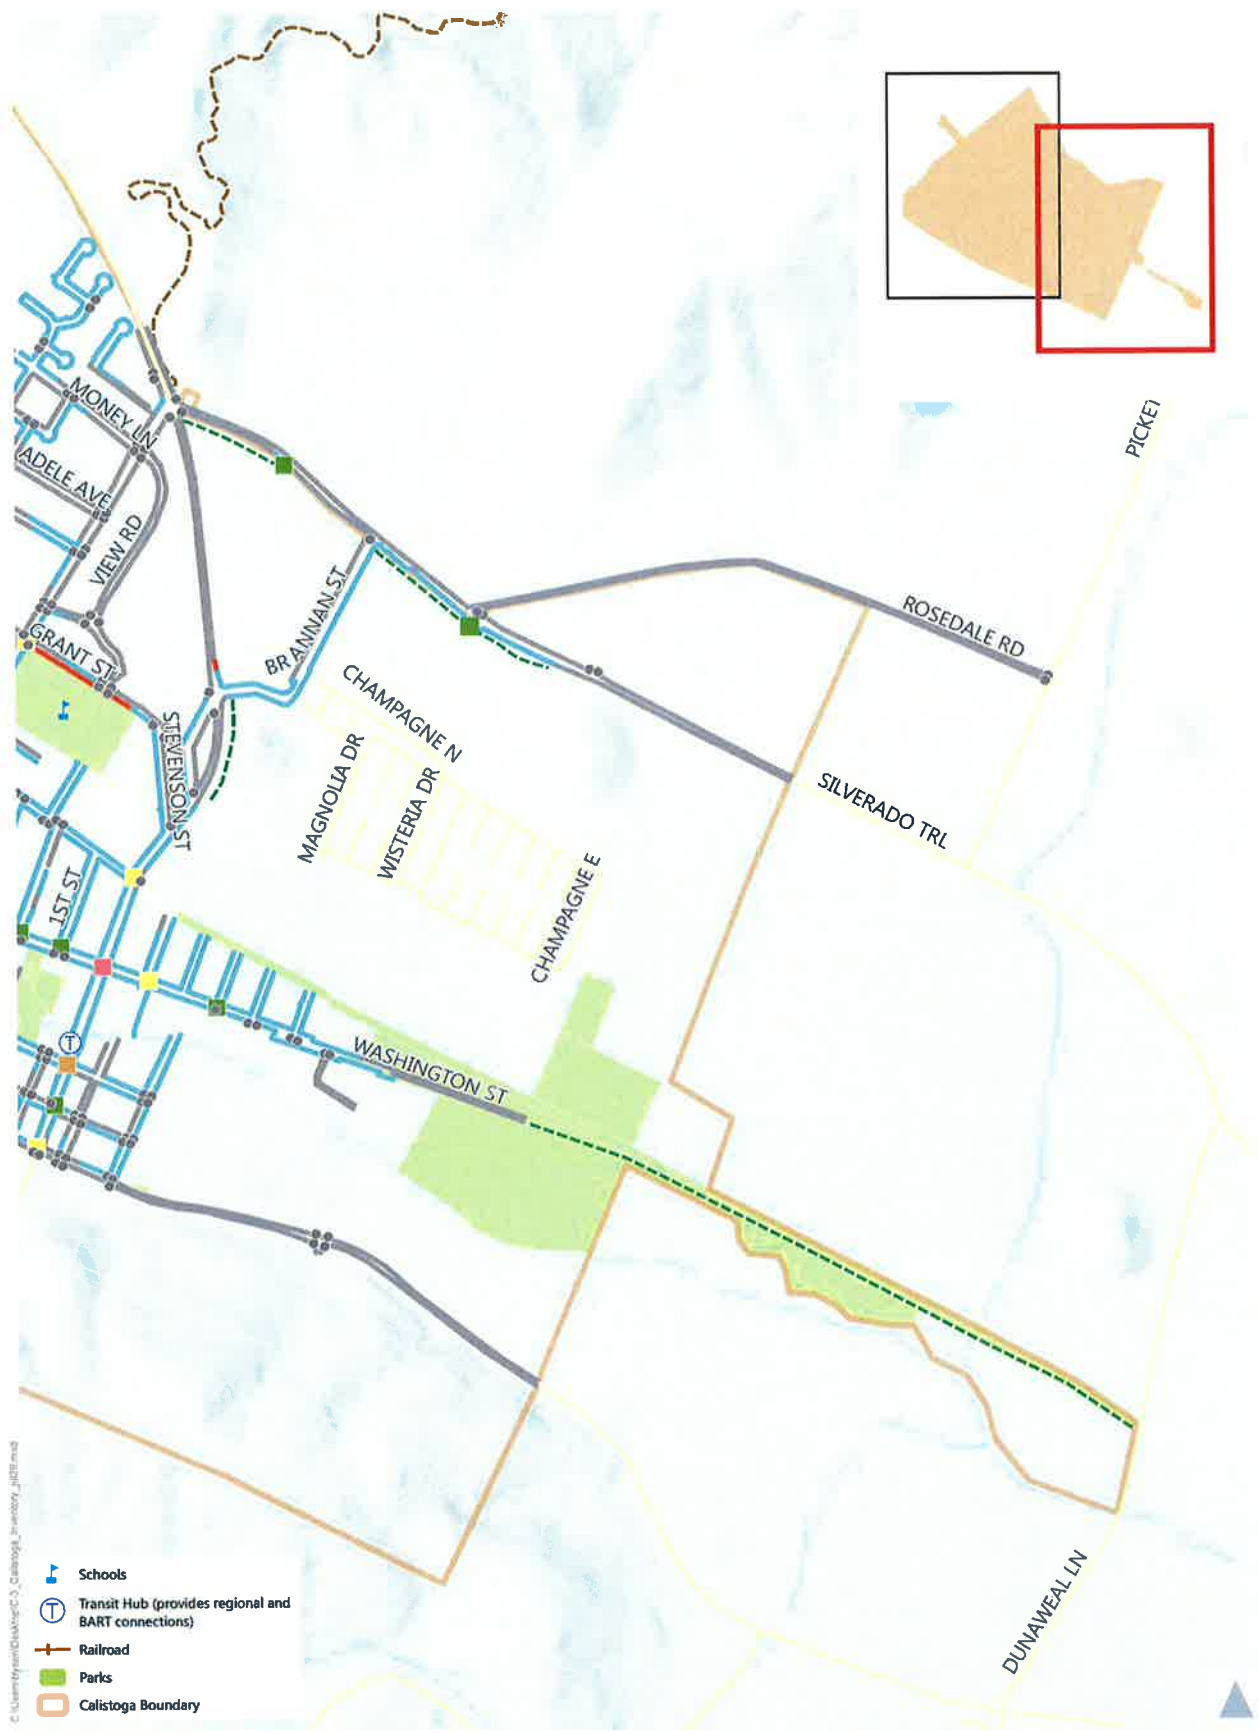 PICKET
MONEY LN
ADELE AVE
VIEW RD
BRANNAN ST
ROSEDALE RD
GRANT ST
CHAMPAGNE N
STEVENSON ST
MAGNOLIA DR
WISTERIA DR
SILVERADO TRL
1ST ST
CHAMPAGNE E
T
WASHINGTON ST
DUNAWEAL LN
Schools
T
Transit Hub (provides regional and
BART connections)
Railroad
Parks
Calistoga Boundary